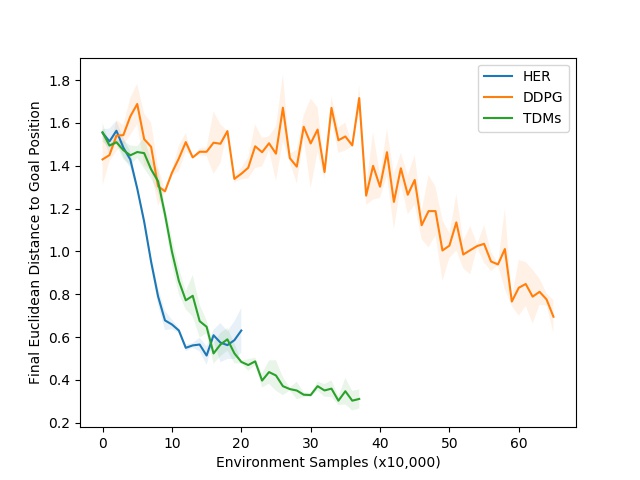 HER
DDPG
TDMs
Final Euclidean Distance to Goal Position
1.8
1.6
1.4
1.2
1.0
0.8
0.6
0.4
0.2
0 10 20 30 40 50 60
Environment Samples (x10,000)